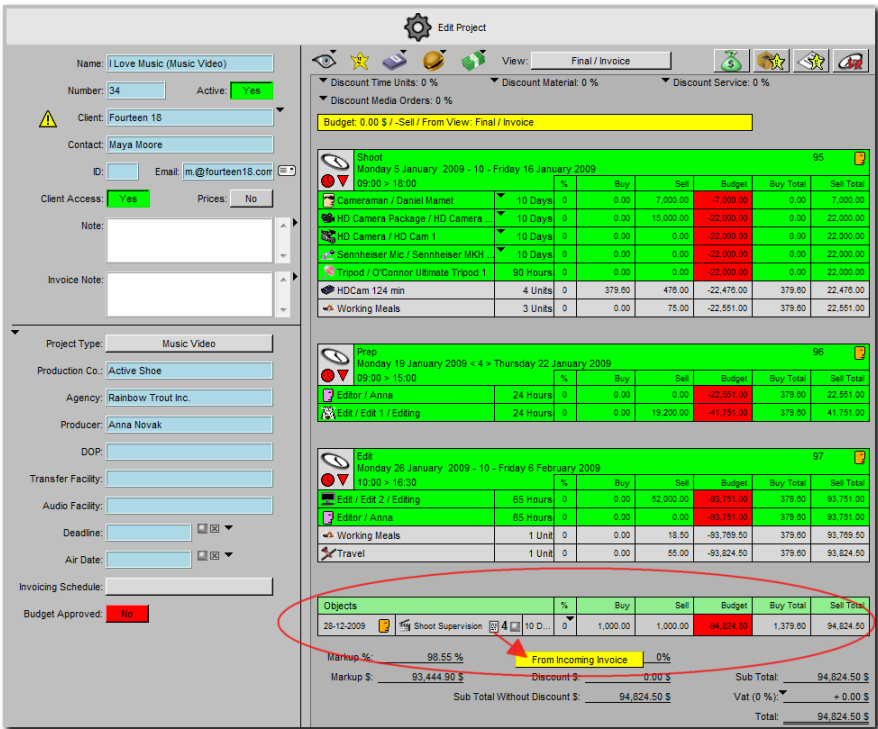 Edit Project
Name: I Love Music (Music Video)
Number: 34 Active: Yes
Client: Fourteen 18
Contact: Maya Moore
ID: Email: m.@fourteen18.com
Client Access: Yes Prices: No
Note:
Invoice Note:
Project Type: Music Video
Production Co.: Active Shoe
Agency: Rainbow Trout Inc.
Producer: Anna Novak
DOP:
Transfer Facility:
Audio Facility:
Deadline:
Air Date:
Invoicing Schedule:
Budget Approved: No
View: Final / Invoice
Discount Time Units: 0 % Discount Material: 0 % Discount Service: 0 %
Discount Media Orders: 0 %
Budget: 0.00 $ / -Sell / From View: Final / Invoice
Shoot 95
Monday 5 January 2009 - 10 - Friday 16 January 2009
09:00 > 18:00 % Buy Sell Budget Buy Total Sell Total
Cameraman / Daniel Mamet 10 Days 0 0.00 7,000.00 -7,000.00 0.00 7,000.00
HD Camera Package / HD Camera ... 10 Days 0 0.00 15,000.00 -22,000.00 0.00 22,000.00
HD Camera / HD Cam 1 10 Days 0 0.00 0.00 -22,000.00 0.00 22,000.00
Sennheiser Mic / Sennheiser MKH ... 10 Days 0 0.00 0.00 -22,000.00 0.00 22,000.00
Tripod / O'Connor Ultimate Tripod 1 90 Hours 0 0.00 0.00 -22,000.00 0.00 22,000.00
HDCam 124 min 4 Units 0 379.60 476.00 -22,476.00 379.60 22,476.00
Working Meals 3 Units 0 0.00 75.00 -22,551.00 379.60 22,551.00
Prep 96
Monday 19 January 2009 < 4 > Thursday 22 January 2009
09:00 > 15:00 % Buy Sell Budget Buy Total Sell Total
Editor / Anna 24 Hours 0 0.00 0.00 -22,551.00 379.60 22,551.00
Edit / Edit 1 / Editing 24 Hours 0 0.00 19,200.00 -41,751.00 379.60 41,751.00
Edit 97
Monday 26 January 2009 - 10 - Friday 6 February 2009
10:00 > 16:30 % Buy Sell Budget Buy Total Sell Total
Edit / Edit 2 / Editing 65 Hours 0 0.00 52,000.00 -93,751.00 379.60 93,751.00
Editor / Anna 65 Hours 0 0.00 0.00 -93,751.00 379.60 93,751.00
Working Meals 1 Unit 0 0.00 18.50 -93,769.50 379.60 93,769.50
Travel 1 Unit 0 0.00 55.00 -93,824.50 379.60 93,824.50
Objects % Buy Sell Budget Buy Total Sell Total
28-12-2009 Shoot Supervision 4 10 D... 0 1,000.00 1,000.00 -94,824.50 1,379.60 94,824.50
Markup %: 98.55 % From Incoming Invoice 0%
Markup $: 93,444.90 $ Discount $: 0.00 $ Sub Total: 94,824.50 $
Sub Total Without Discount $: 94,824.50 $ Vat (0 %): + 0.00 $
Total: 94,824.50 $